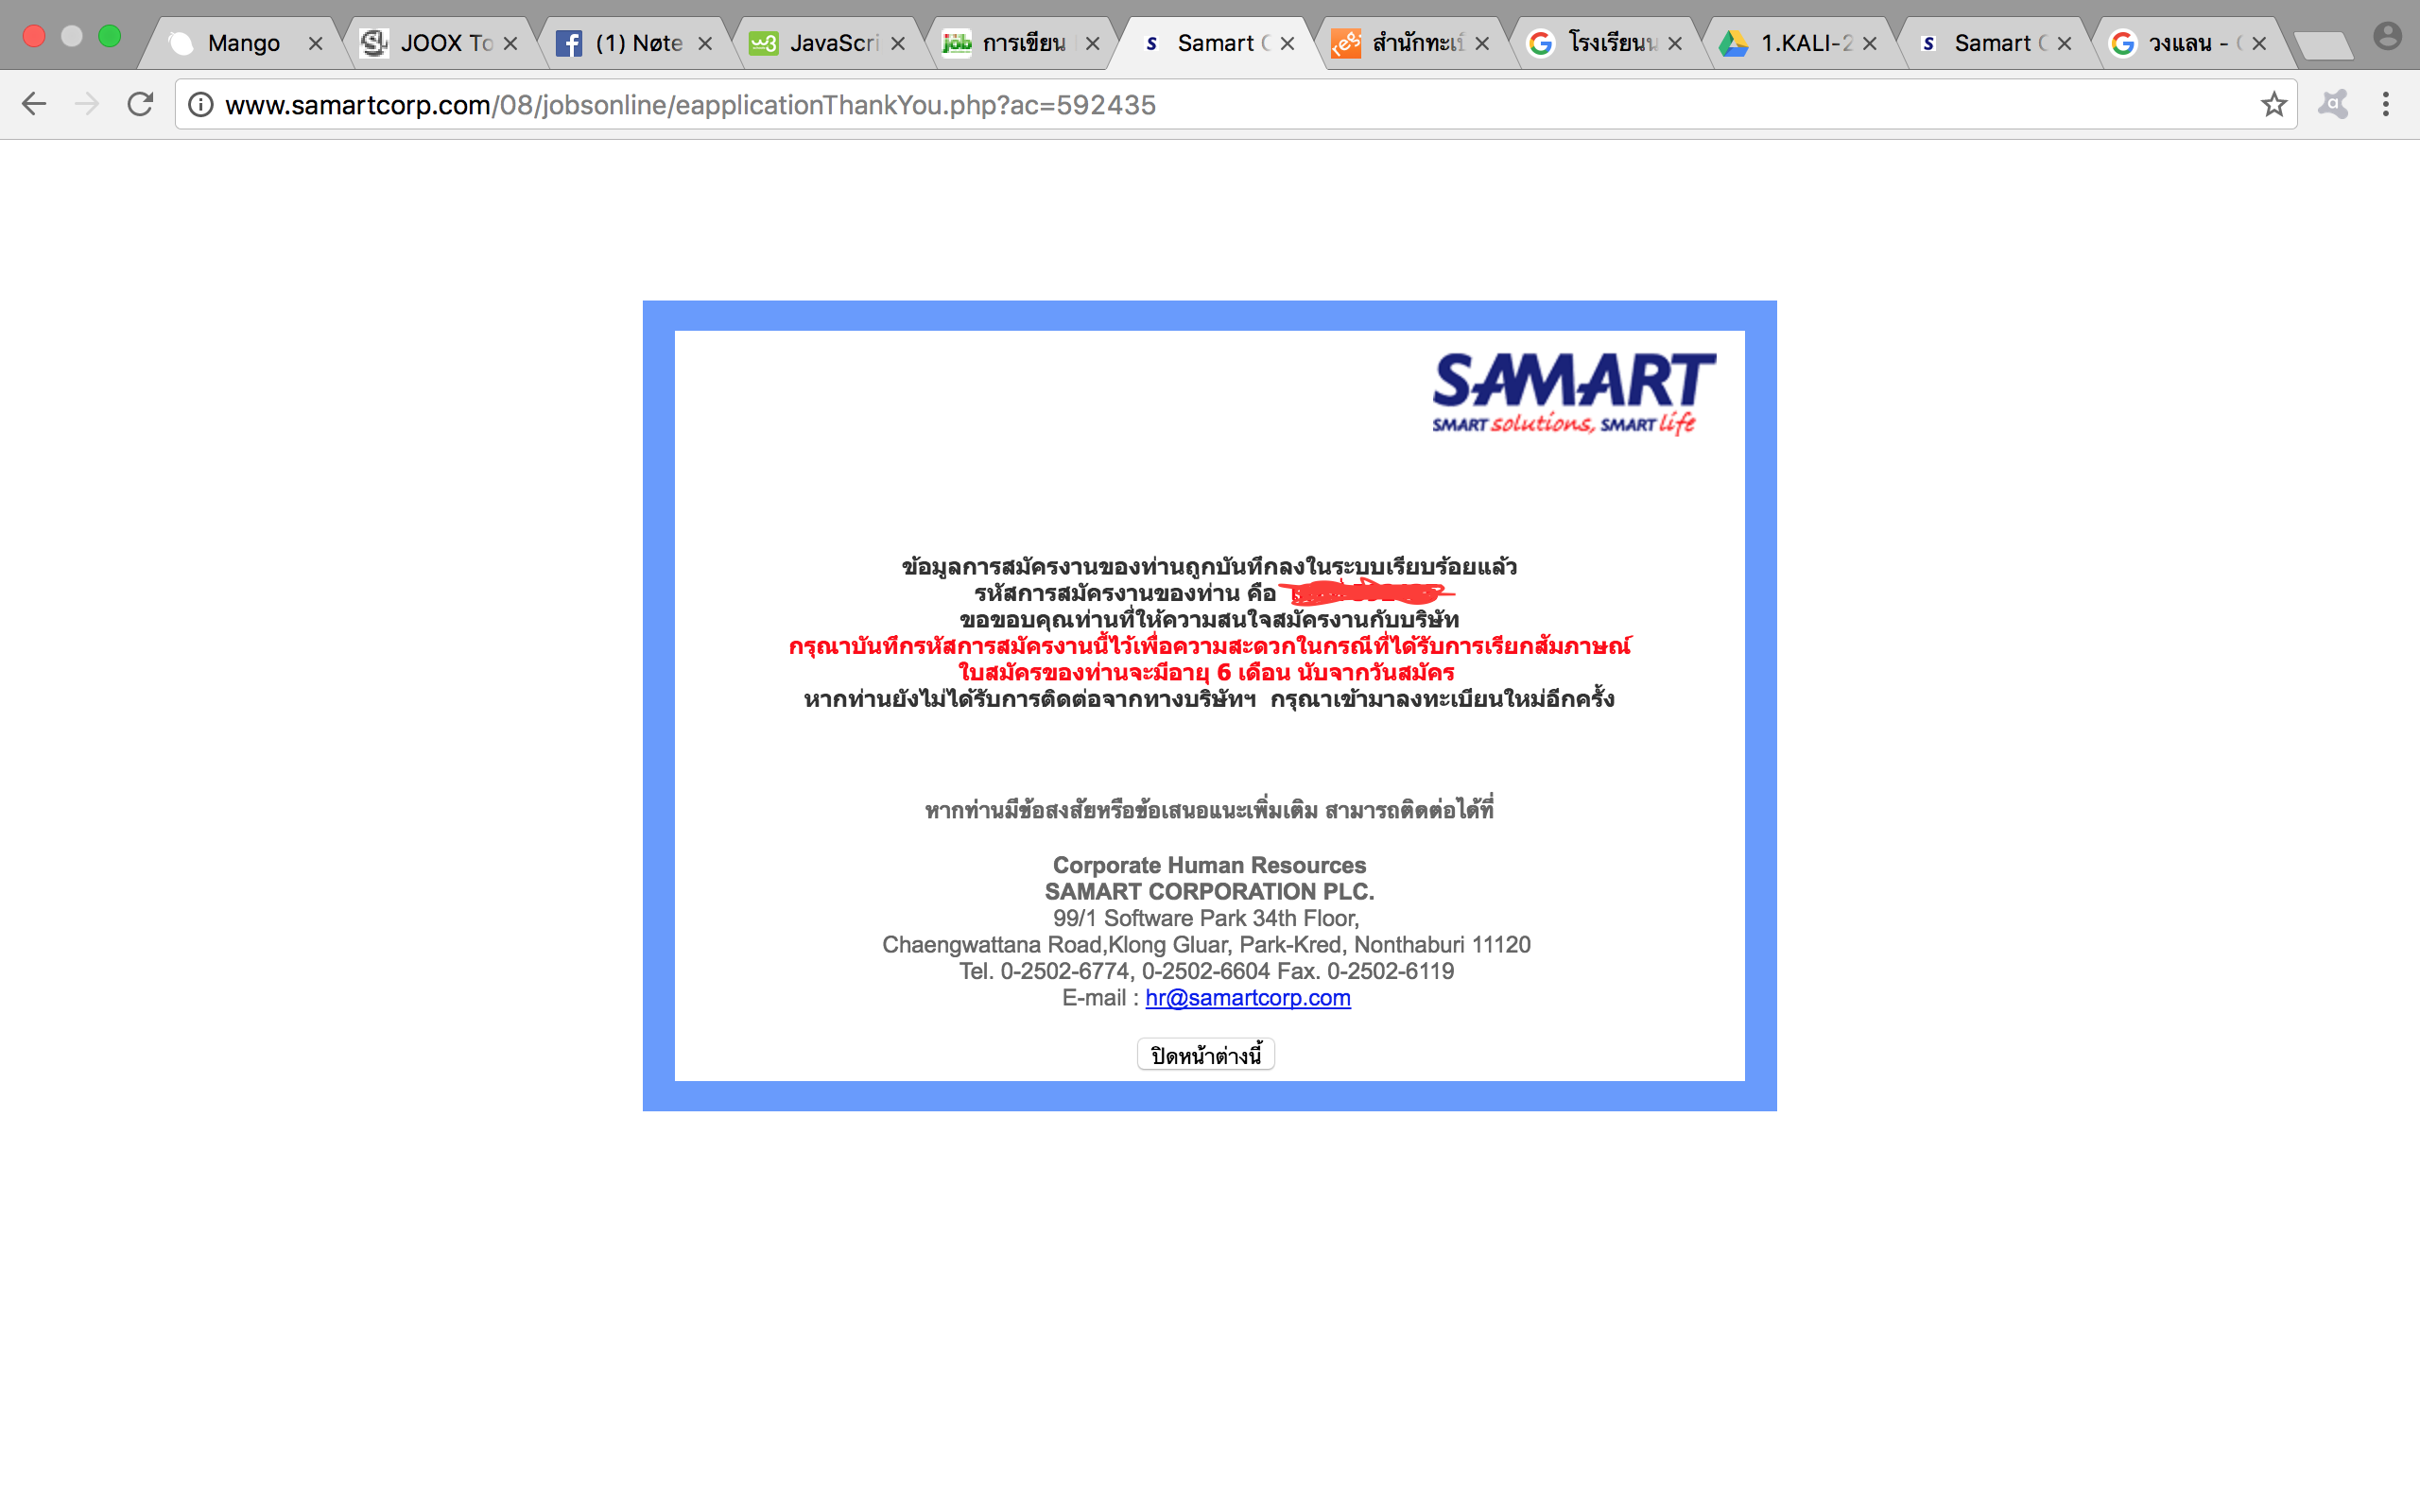 Mango
JOOX To
(1) Nøte
JavaScri
การเขียน
Samart C
สำนักทะเบี
โรงเรียนน
1.KALI-2
Samart C
วงแลน - G
www.samartcorp.com/08/jobsonline/eapplicationThankYou.php?ac=592435
SAMART
SMART solutions, SMART life
ข้อมูลการสมัครงานของท่านถูกบันทึกลงในระบบเรียบร้อยแล้ว
รหัสการสมัครงานของท่าน คือ
ขอขอบคุณท่านที่ให้ความสนใจสมัครงานกับบริษัท
กรุณาบันทึกรหัสการสมัครงานนี้ไว้เพื่อความสะดวกในกรณีที่ได้รับการเรียกสัมภาษณ์
ใบสมัครของท่านจะมีอายุ 6 เดือน นับจากวันสมัคร
หากท่านยังไม่ได้รับการติดต่อจากทางบริษัทฯ กรุณาเข้ามาลงทะเบียนใหม่อีกครั้ง
หากท่านมีข้อสงสัยหรือข้อเสนอแนะเพิ่มเติม สามารถติดต่อได้ที่
Corporate Human Resources
SAMART CORPORATION PLC.
99/1 Software Park 34th Floor,
Chaengwattana Road,Klong Gluar, Park-Kred, Nonthaburi 11120
Tel. 0-2502-6774, 0-2502-6604 Fax. 0-2502-6119
E-mail : hr@samartcorp.com
ปิดหน้าต่างนี้